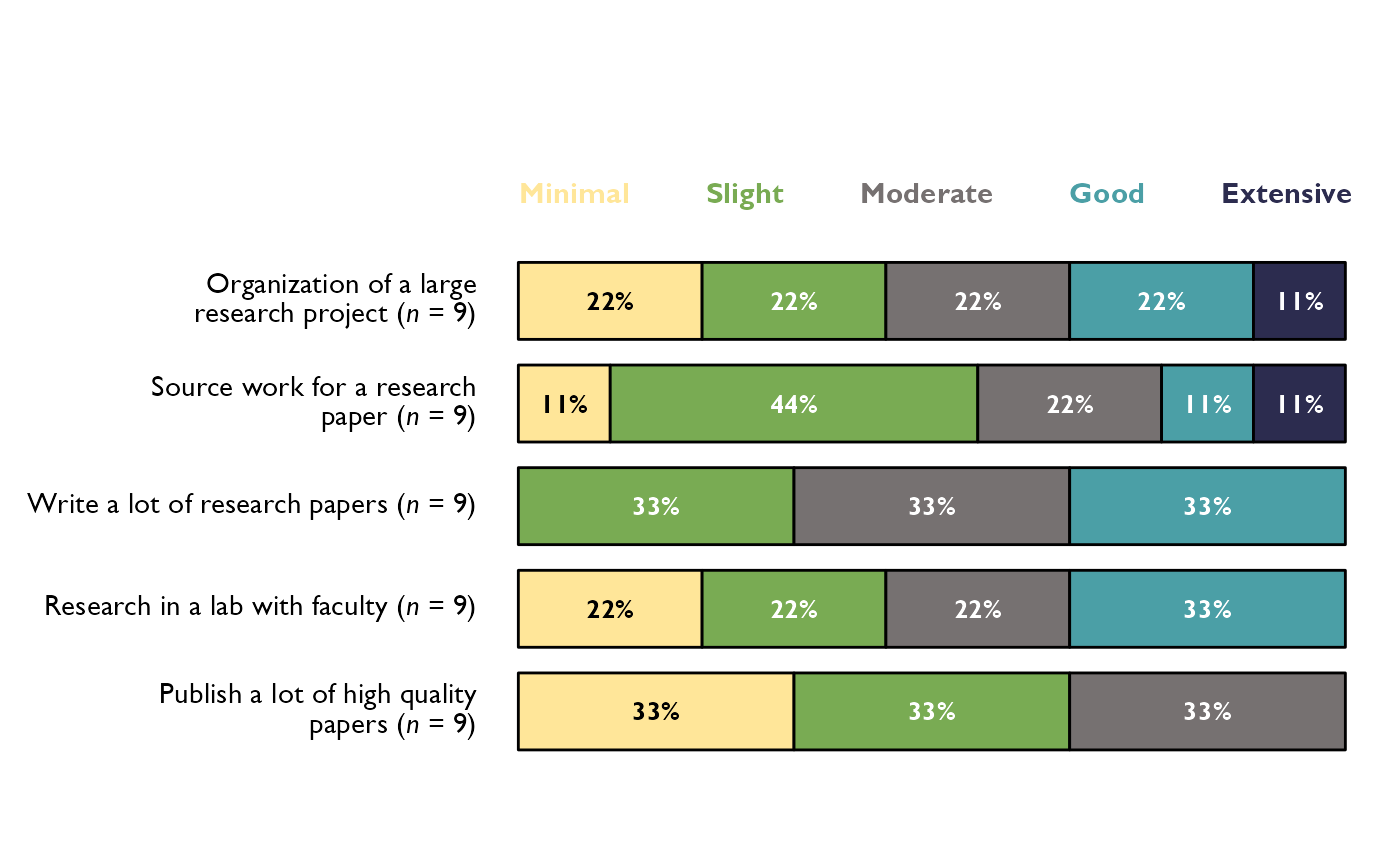 Minimal Slight Moderate Good Extensive
Organization of a large
research project (n = 9)
22% 22% 22% 22% 11%
Source work for a research
paper (n = 9)
11% 44% 22% 11% 11%
Write a lot of research papers (n = 9)
33% 33% 33%
Research in a lab with faculty (n = 9)
22% 22% 22% 33%
Publish a lot of high quality
papers (n = 9)
33% 33% 33%